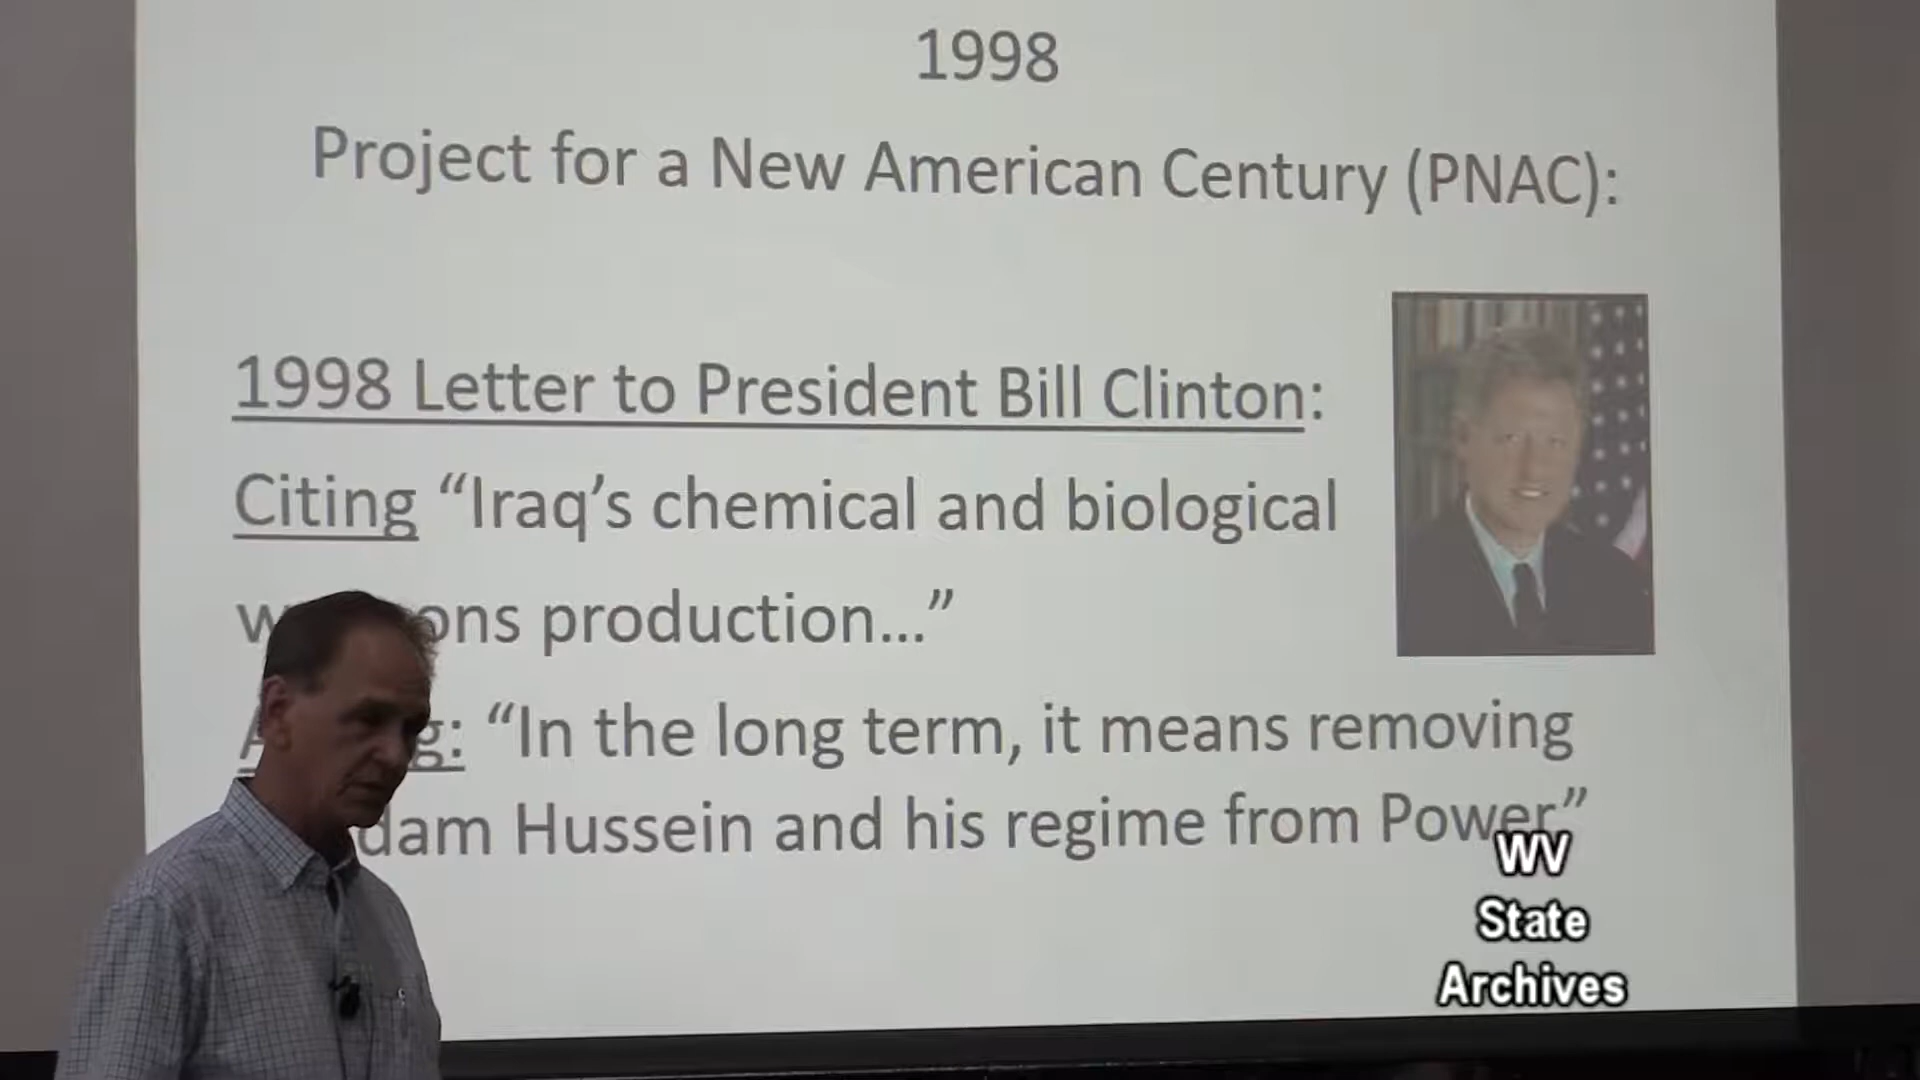 1998
Project for a New American Century (PNAC):
1998 Letter to President Bill Clinton:
Citing “Iraq’s chemical and biological
production...”
“In the long term, it means removing
Hussein and his regime from Power”
WV
State
Archives